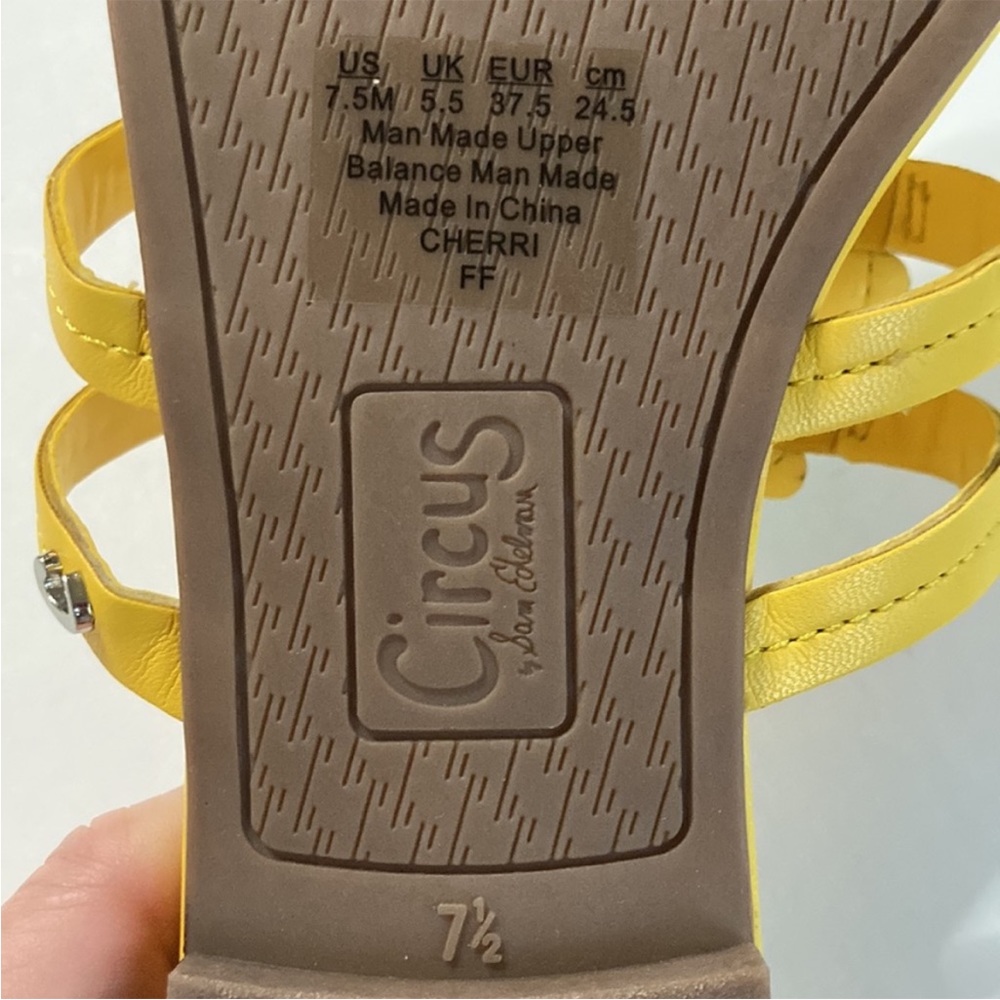 US UK EUR cm
7.5M 5.5 37.5 24.5
Man Made Upper
Balance Man Made
Made In China
CHERRI
FF
Circus
by Sam Edelman
7½